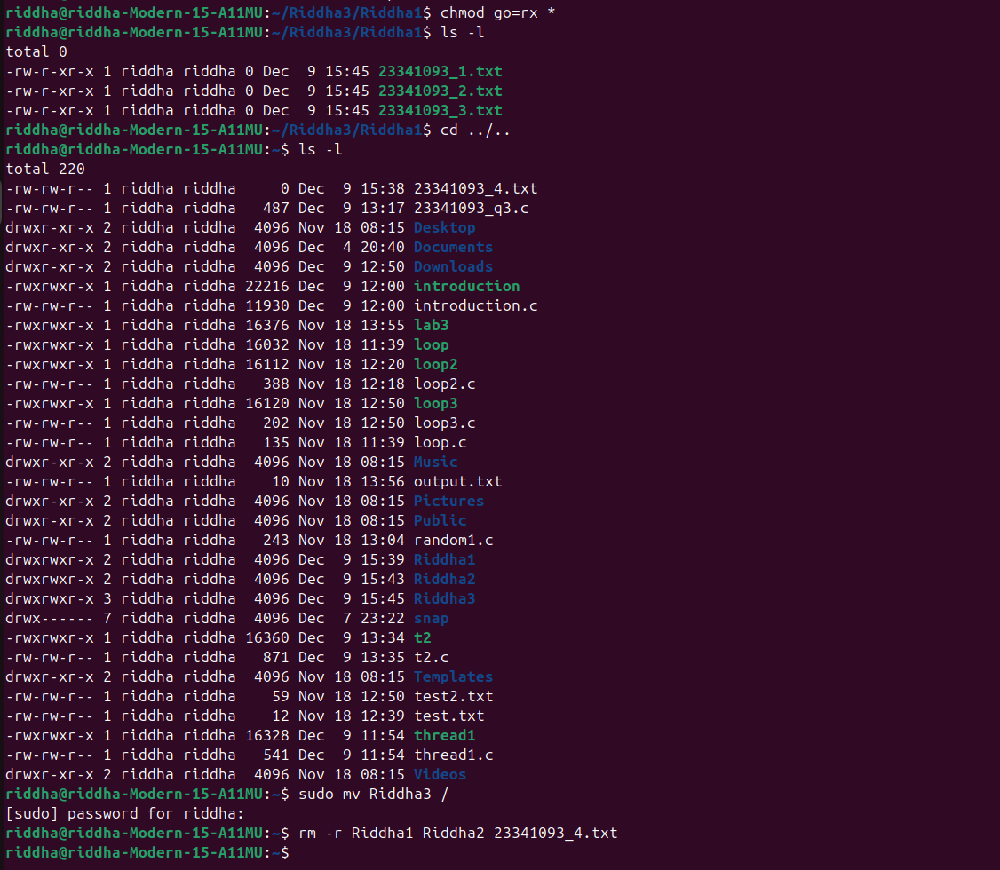 riddha@riddha-Modern-15-A11MU:~/Riddha3/Riddha1$ chmod go=rx *
riddha@riddha-Modern-15-A11MU:~/Riddha3/Riddha1$ ls -l
total 0
-rw-r-xr-x 1 riddha riddha 0 Dec  9 15:45 23341093_1.txt
-rw-r-xr-x 1 riddha riddha 0 Dec  9 15:45 23341093_2.txt
-rw-r-xr-x 1 riddha riddha 0 Dec  9 15:45 23341093_3.txt
riddha@riddha-Modern-15-A11MU:~/Riddha3/Riddha1$ cd ../..
riddha@riddha-Modern-15-A11MU:~$ ls -l
total 220
-rw-rw-r-- 1 riddha riddha     0 Dec  9 15:38 23341093_4.txt
-rw-rw-r-- 1 riddha riddha   487 Dec  9 13:17 23341093_q3.c
drwxr-xr-x 2 riddha riddha  4096 Nov 18 08:15 Desktop
drwxr-xr-x 2 riddha riddha  4096 Dec  4 20:40 Documents
drwxr-xr-x 2 riddha riddha  4096 Dec  9 12:50 Downloads
-rwxrwxr-x 1 riddha riddha 22216 Dec  9 12:00 introduction
-rw-rw-r-- 1 riddha riddha 11930 Dec  9 12:00 introduction.c
-rwxrwxr-x 1 riddha riddha 16376 Nov 18 13:55 lab3
-rwxrwxr-x 1 riddha riddha 16032 Nov 18 11:39 loop
-rwxrwxr-x 1 riddha riddha 16112 Nov 18 12:20 loop2
-rw-rw-r-- 1 riddha riddha   388 Nov 18 12:18 loop2.c
-rwxrwxr-x 1 riddha riddha 16120 Nov 18 12:50 loop3
-rw-rw-r-- 1 riddha riddha   202 Nov 18 12:50 loop3.c
-rw-rw-r-- 1 riddha riddha   135 Nov 18 11:39 loop.c
drwxr-xr-x 2 riddha riddha  4096 Nov 18 08:15 Music
-rw-rw-r-- 1 riddha riddha    10 Nov 18 13:56 output.txt
drwxr-xr-x 2 riddha riddha  4096 Nov 18 08:15 Pictures
drwxr-xr-x 2 riddha riddha  4096 Nov 18 08:15 Public
-rw-rw-r-- 1 riddha riddha   243 Nov 18 13:04 random1.c
drwxrwxr-x 2 riddha riddha  4096 Dec  9 15:39 Riddha1
drwxrwxr-x 2 riddha riddha  4096 Dec  9 15:43 Riddha2
drwxrwxr-x 3 riddha riddha  4096 Dec  9 15:45 Riddha3
drwx------ 7 riddha riddha  4096 Dec  7 23:22 snap
-rwxrwxr-x 1 riddha riddha 16360 Dec  9 13:34 t2
-rw-rw-r-- 1 riddha riddha   871 Dec  9 13:35 t2.c
drwxr-xr-x 2 riddha riddha  4096 Nov 18 08:15 Templates
-rw-rw-r-- 1 riddha riddha    59 Nov 18 12:50 test2.txt
-rw-rw-r-- 1 riddha riddha    12 Nov 18 12:39 test.txt
-rwxrwxr-x 1 riddha riddha 16328 Dec  9 11:54 thread1
-rw-rw-r-- 1 riddha riddha   541 Dec  9 11:54 thread1.c
drwxr-xr-x 2 riddha riddha  4096 Nov 18 08:15 Videos
riddha@riddha-Modern-15-A11MU:~$ sudo mv Riddha3 /
[sudo] password for riddha:
riddha@riddha-Modern-15-A11MU:~$ rm -r Riddha1 Riddha2 23341093_4.txt
riddha@riddha-Modern-15-A11MU:~$